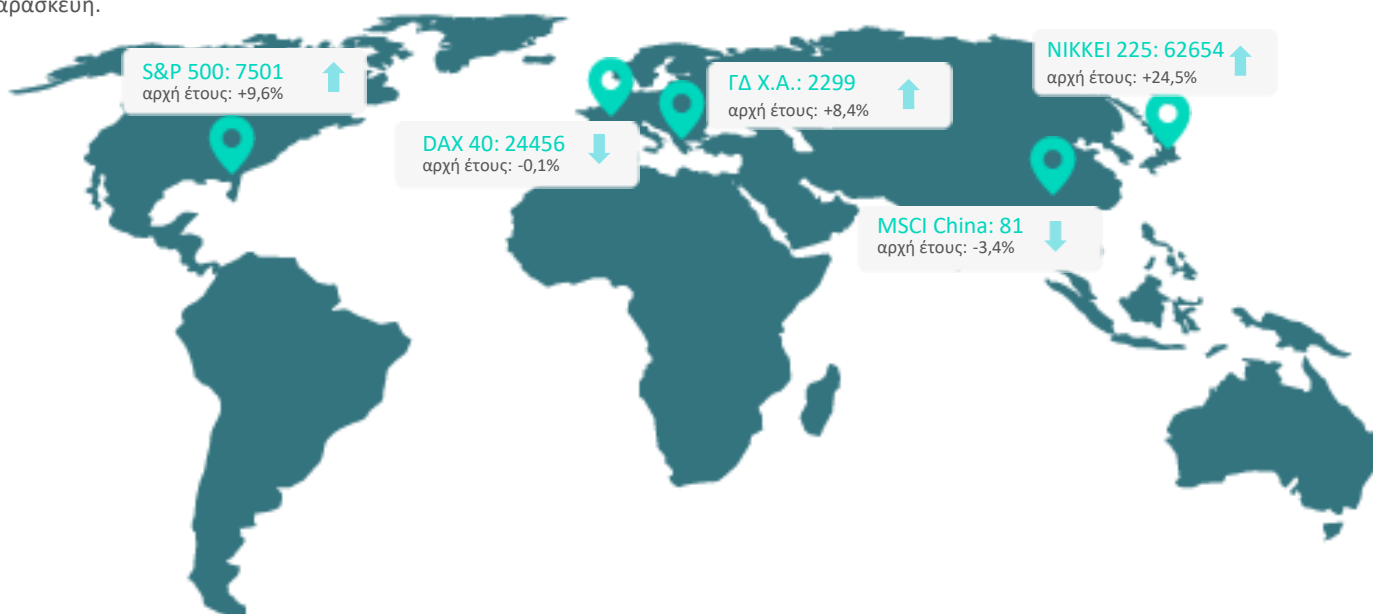 S&P 500: 7501
αρχή έτους: +9,6%
DAX 40: 24456
αρχή έτους: -0,1%
ΓΔ Χ.Α.: 2299
αρχή έτους: +8,4%
NIKKEI 225: 62654
αρχή έτους: +24,5%
MSCI China: 81
αρχή έτους: -3,4%